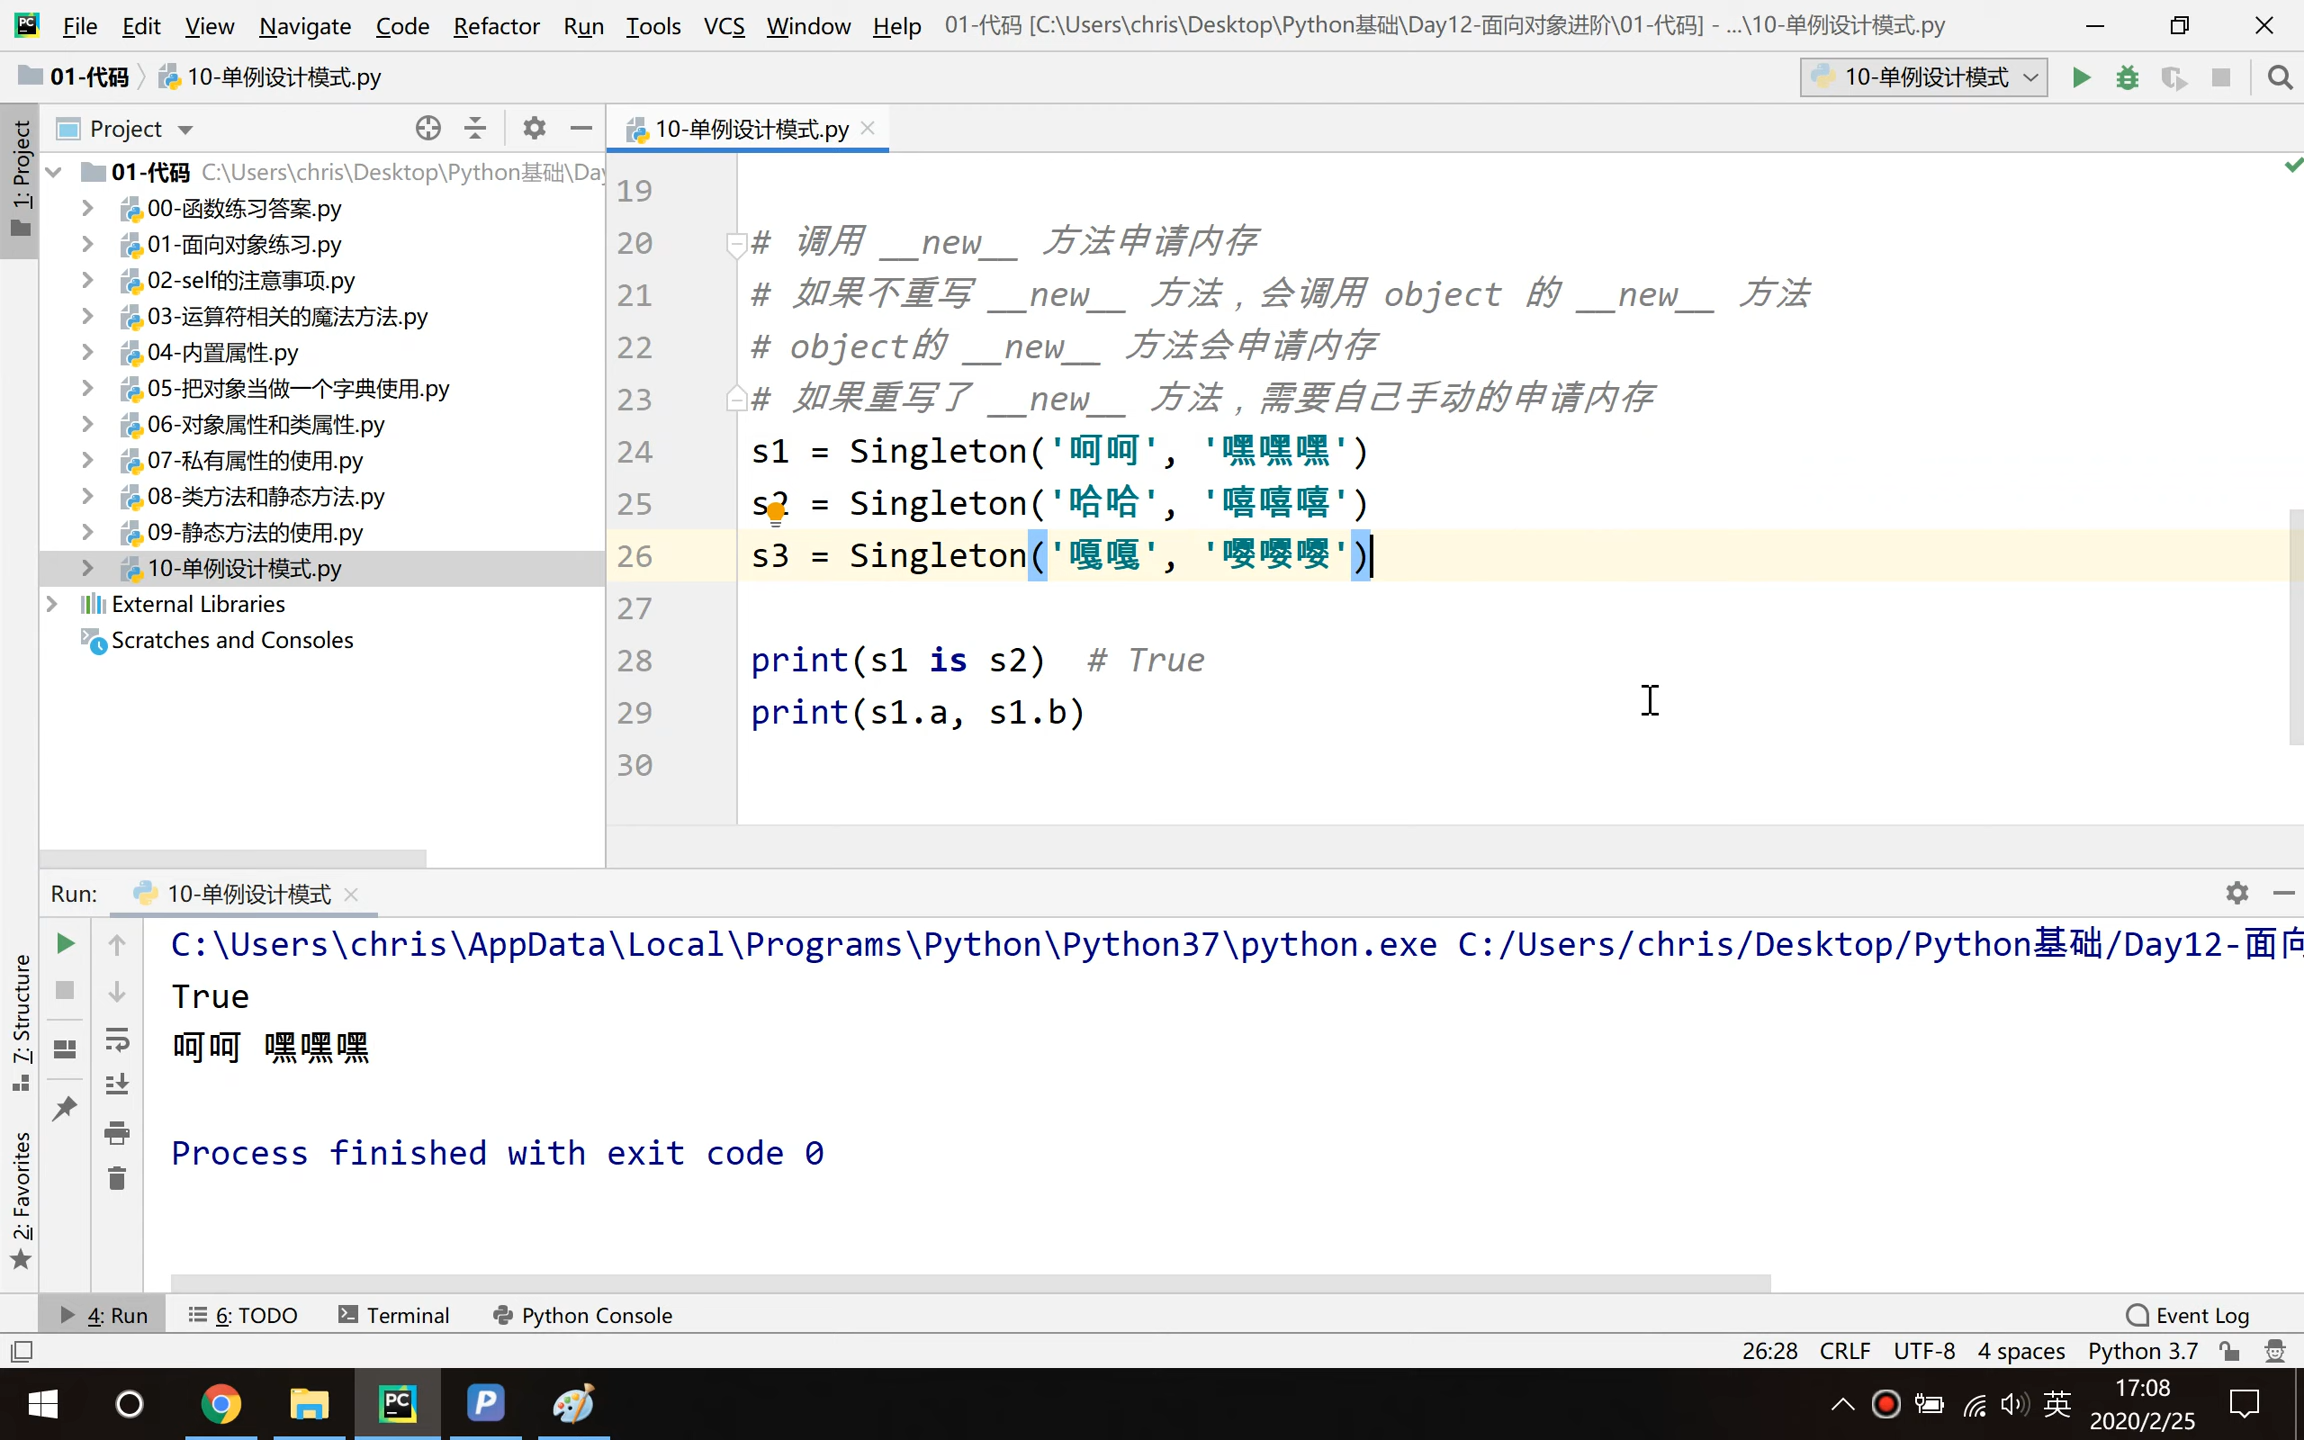 File Edit View Navigate Code Refactor Run Tools VCS Window Help 01-代码 [C:\Users\chris\Desktop\Python基础\Day12-面向对象进阶\01-代码] - ...\10-单例设计模式.py
01-代码 10-单例设计模式.py 10-单例设计模式
1: Project
Project
10-单例设计模式.py
01-代码 C:\Users\chris\Desktop\Python基础\Day
00-函数练习答案.py
01-面向对象练习.py
02-self的注意事项.py
03-运算符相关的魔法方法.py
04-内置属性.py
05-把对象当做一个字典使用.py
06-对象属性和类属性.py
07-私有属性的使用.py
08-类方法和静态方法.py
09-静态方法的使用.py
10-单例设计模式.py
External Libraries
Scratches and Consoles
19
20 # 调用 __new__ 方法申请内存
21 # 如果不重写 __new__ 方法，会调用 object 的 __new__ 方法
22 # object的 __new__ 方法会申请内存
23 # 如果重写了 __new__ 方法，需要自己手动的申请内存
24 s1 = Singleton('呵呵', '嘿嘿嘿')
25 s2 = Singleton('哈哈', '嘻嘻嘻')
26 s3 = Singleton('嘎嘎', '嘤嘤嘤')
27
28 print(s1 is s2)  # True
29 print(s1.a, s1.b)
30
Run: 10-单例设计模式
C:\Users\chris\AppData\Local\Programs\Python\Python37\python.exe C:/Users/chris/Desktop/Python基础/Day12-面向
True
呵呵 嘿嘿嘿
Process finished with exit code 0
7: Structure
2: Favorites
4: Run 6: TODO Terminal Python Console Event Log
26:28 CRLF UTF-8 4 spaces Python 3.7
英 17:08
2020/2/25